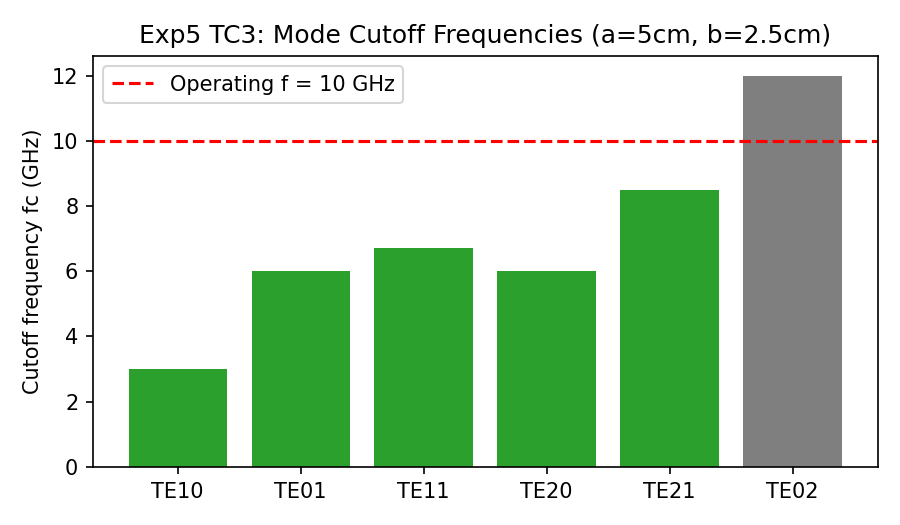 Exp5 TC3: Mode Cutoff Frequencies (a=5cm, b=2.5cm)
Operating f = 10 GHz
Cutoff frequency fc (GHz)
12
10
8
6
4
2
0
TE10 TE01 TE11 TE20 TE21 TE02